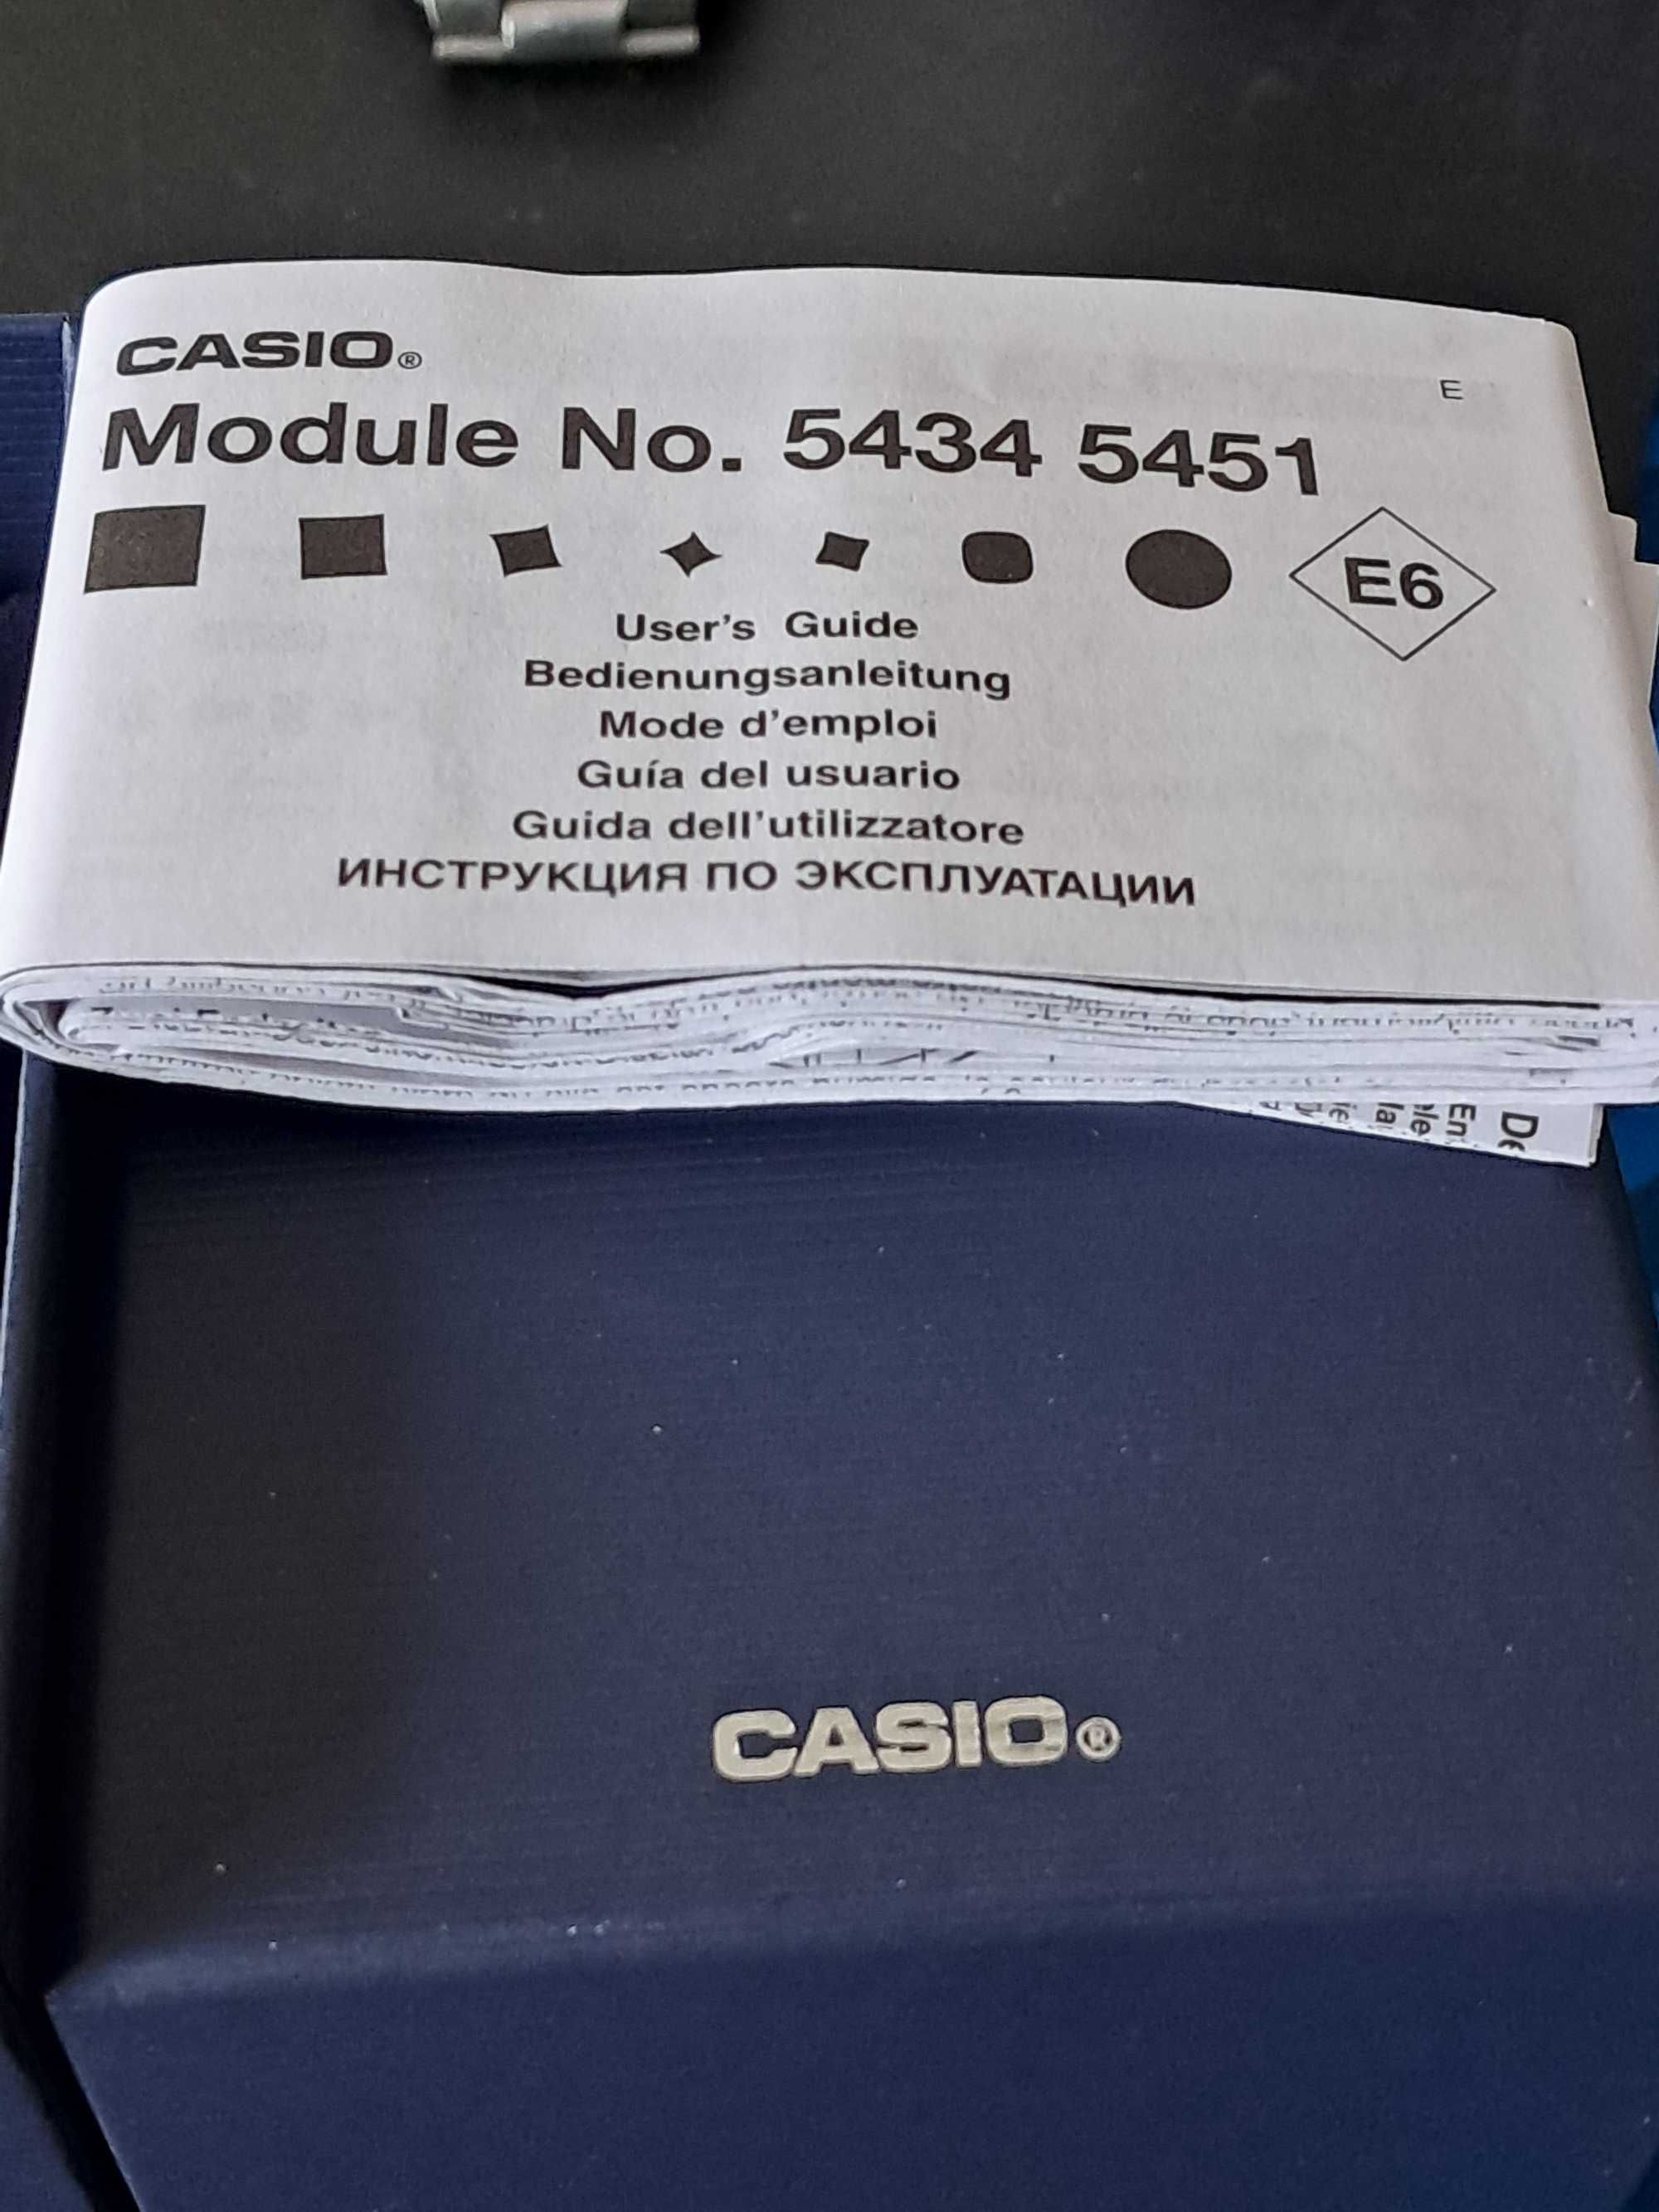 CASIO®
E
Module No. 5434 5451
E6
User's Guide
Bedienungsanleitung
Mode d'emploi
Guía del usuario
Guida dell'utilizzatore
ИНСТРУКЦИЯ ПО ЭКСПЛУАТАЦИИ
CASIO®